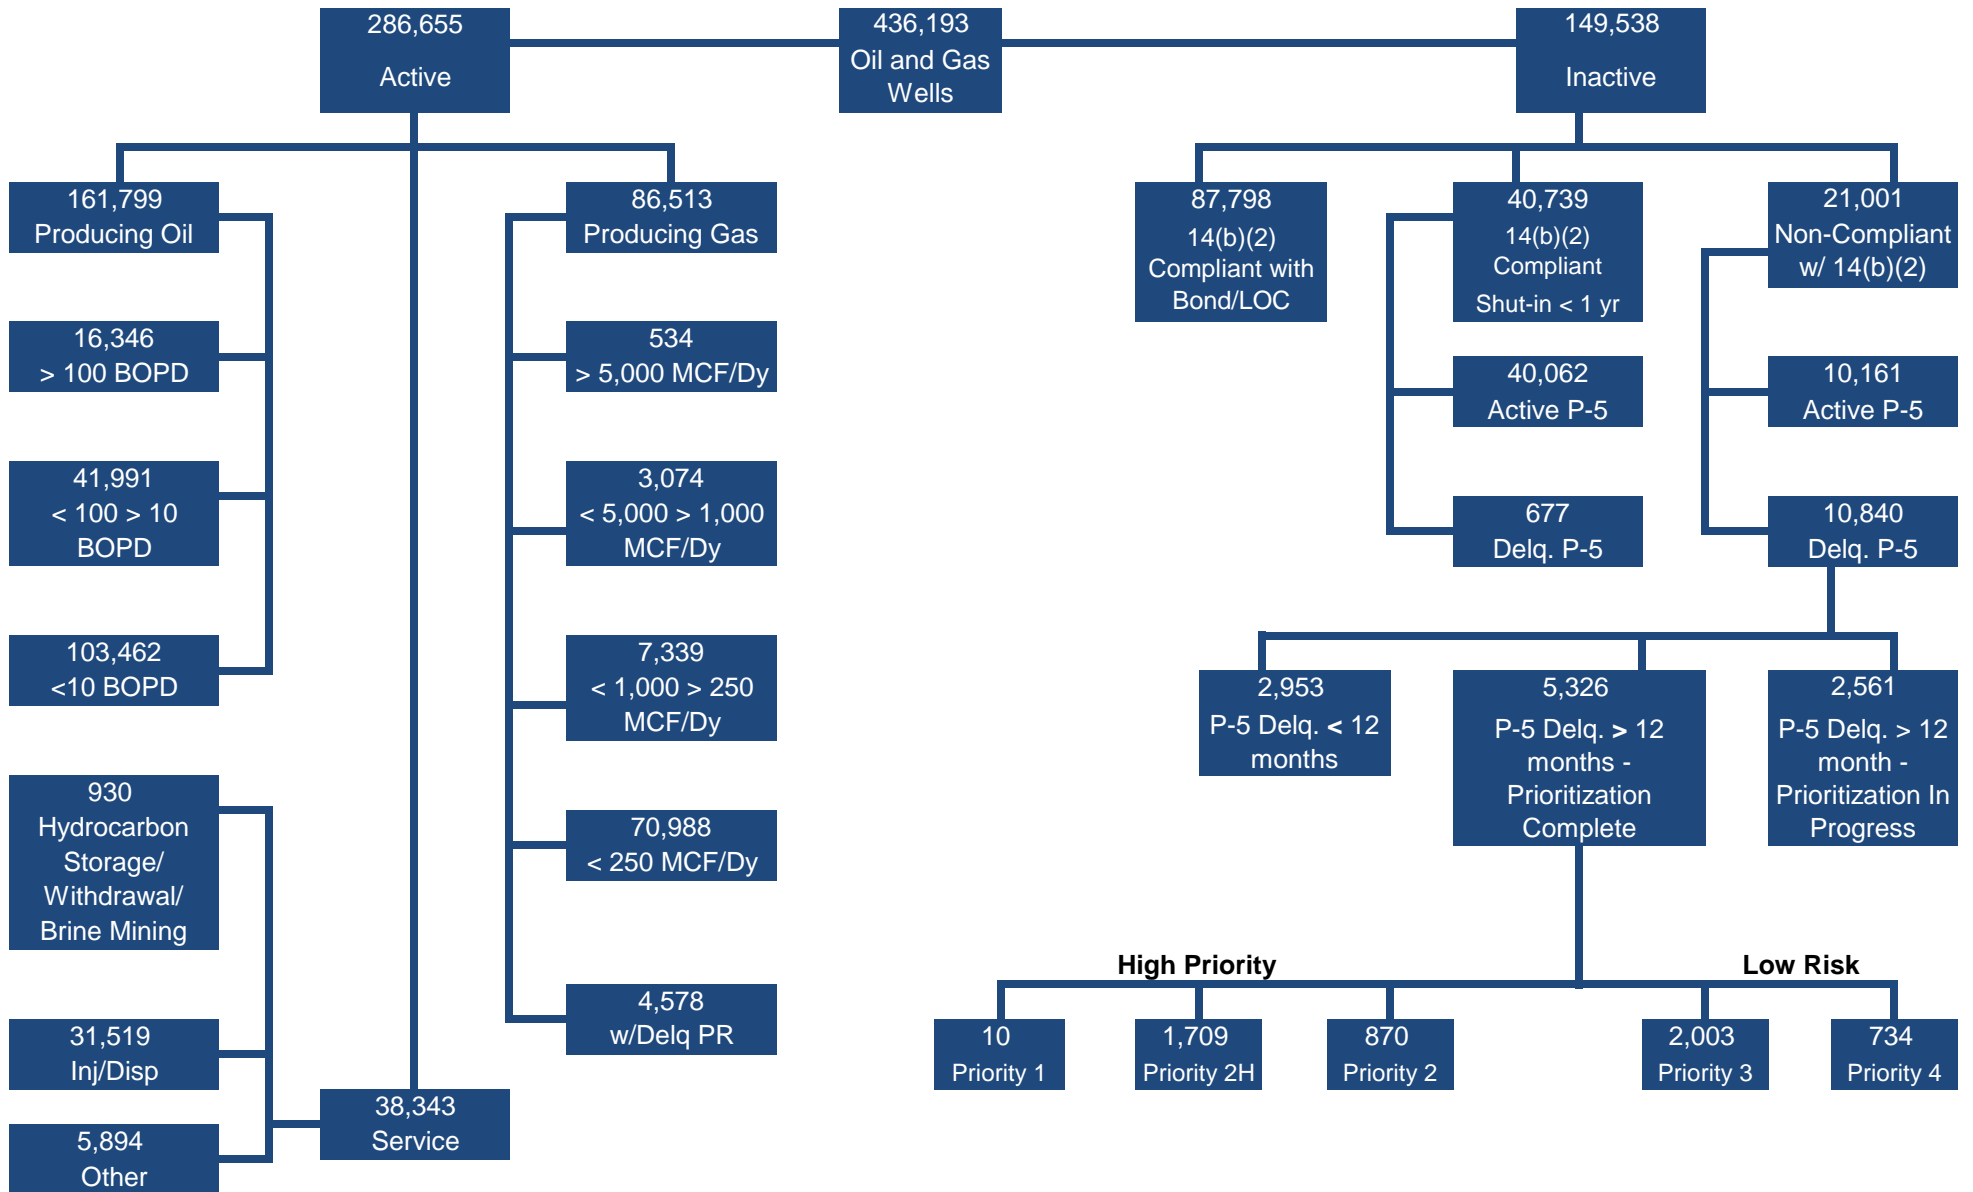 286,655
Active
436,193
Oil and Gas
Wells
149,538
Inactive
161,799
Producing Oil
16,346
> 100 BOPD
41,991
< 100 > 10
BOPD
103,462
<10 BOPD
86,513
Producing Gas
534
> 5,000 MCF/Dy
3,074
< 5,000 > 1,000
MCF/Dy
7,339
< 1,000 > 250
MCF/Dy
70,988
< 250 MCF/Dy
4,578
w/Delq PR
930
Hydrocarbon
Storage/
Withdrawal/
Brine Mining
31,519
Inj/Disp
5,894
Other
38,343
Service
87,798
14(b)(2)
Compliant with
Bond/LOC
40,739
14(b)(2)
Compliant
Shut-in < 1 yr
40,062
Active P-5
677
Delq. P-5
21,001
Non-Compliant
w/ 14(b)(2)
10,161
Active P-5
10,840
Delq. P-5
2,953
P-5 Delq. < 12
months
5,326
P-5 Delq. > 12
months -
Prioritization
Complete
2,561
P-5 Delq. > 12
month -
Prioritization In
Progress
High Priority
Low Risk
10
Priority 1
1,709
Priority 2H
870
Priority 2
2,003
Priority 3
734
Priority 4